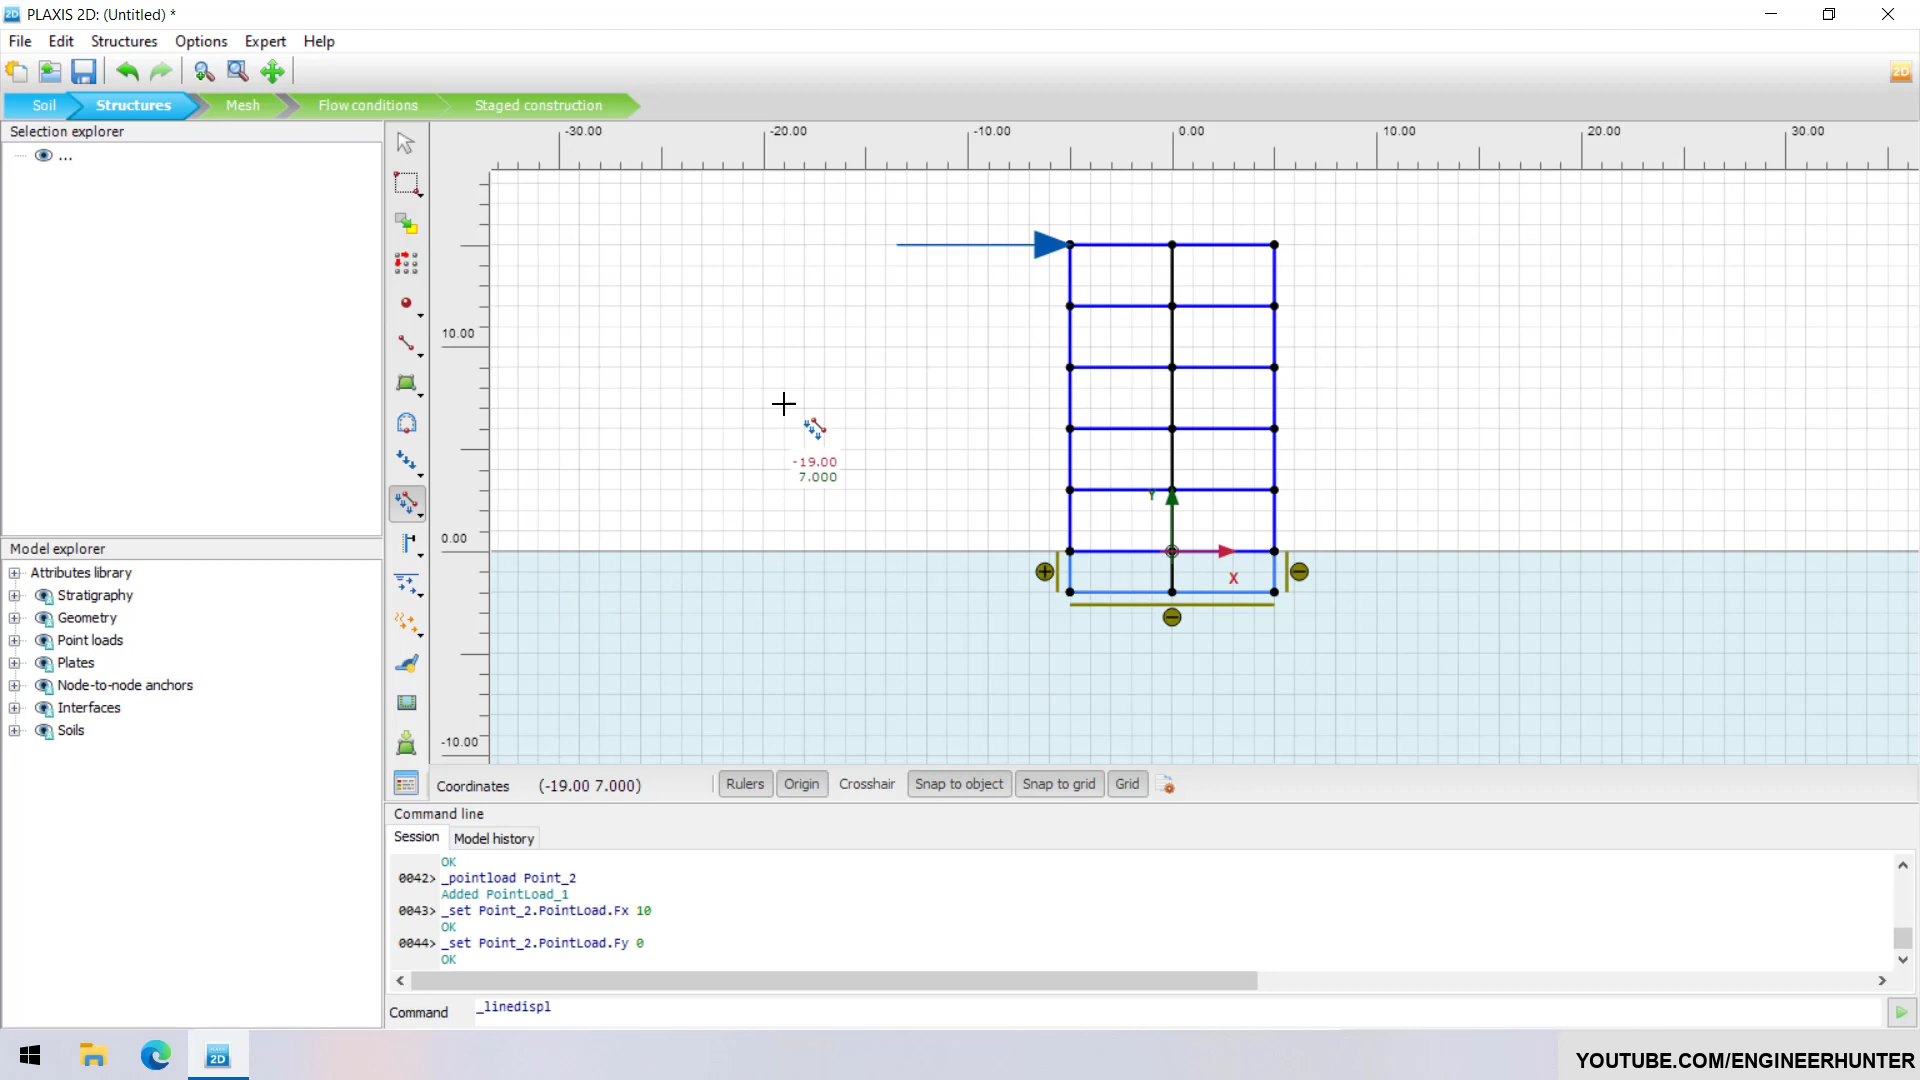 PLAXIS 2D: (Untitled) *
File Edit Structures Options Expert Help
Soil Structures Mesh Flow conditions Staged construction
Selection explorer
...
Model explorer
Attributes library
Stratigraphy
Geometry
Point loads
Plates
Node-to-node anchors
Interfaces
Soils
-30.00 -20.00 -10.00 0.00 10.00 20.00 30.00
10.00
0.00
-10.00
-19.00
7.000
Y
X
Coordinates (-19.00 7.000) Rulers Origin Crosshair Snap to object Snap to grid Grid
Command line
Session Model history
OK
0042> _pointload Point_2
Added PointLoad_1
0043> _set Point_2.PointLoad.Fx 10
OK
0044> _set Point_2.PointLoad.Fy 0
OK
Command _linedispl
2D
YOUTUBE.COM/ENGINEERHUNTER